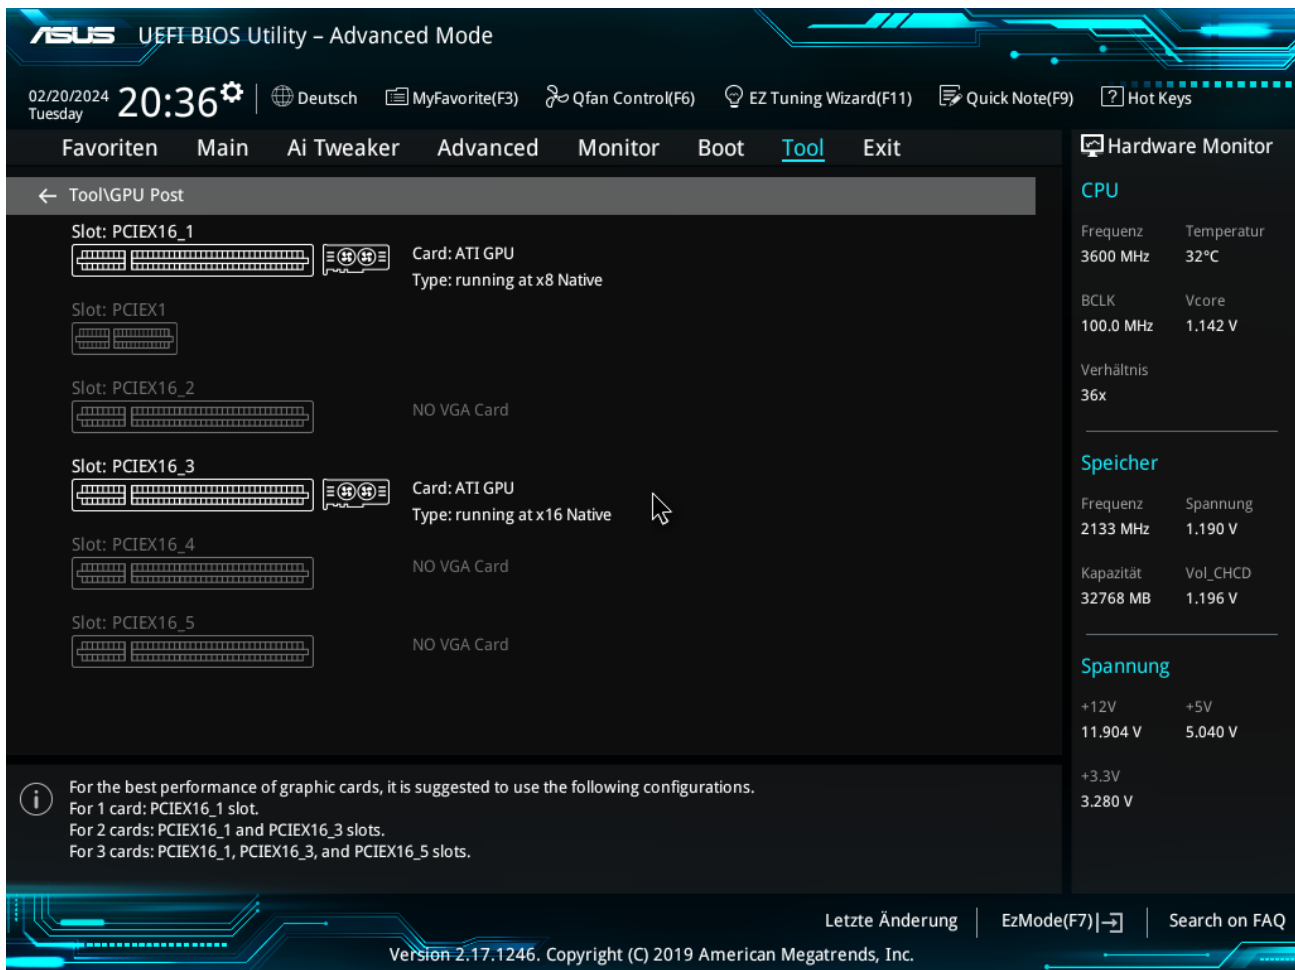 ASUS UEFI BIOS Utility – Advanced Mode
02/20/2024 Tuesday 20:36 Deutsch MyFavorite(F3) Qfan Control(F6) EZ Tuning Wizard(F11) Quick Note(F9) ? Hot Keys
Favoriten Main Ai Tweaker Advanced Monitor Boot Tool Exit
← Tool\GPU Post
Slot: PCIEX16_1
Card: ATI GPU
Type: running at x8 Native
Slot: PCIEX1
Slot: PCIEX16_2
NO VGA Card
Slot: PCIEX16_3
Card: ATI GPU
Type: running at x16 Native
Slot: PCIEX16_4
NO VGA Card
Slot: PCIEX16_5
NO VGA Card
Hardware Monitor
CPU
Frequenz Temperatur
3600 MHz 32°C
BCLK Vcore
100.0 MHz 1.142 V
Verhältnis
36x
Speicher
Frequenz Spannung
2133 MHz 1.190 V
Kapazität Vol_CHCD
32768 MB 1.196 V
Spannung
+12V +5V
11.904 V 5.040 V
+3.3V
3.280 V
i
For the best performance of graphic cards, it is suggested to use the following configurations.
For 1 card: PCIEX16_1 slot.
For 2 cards: PCIEX16_1 and PCIEX16_3 slots.
For 3 cards: PCIEX16_1, PCIEX16_3, and PCIEX16_5 slots.
Letzte Änderung EzMode(F7) Search on FAQ
Version 2.17.1246. Copyright (C) 2019 American Megatrends, Inc.